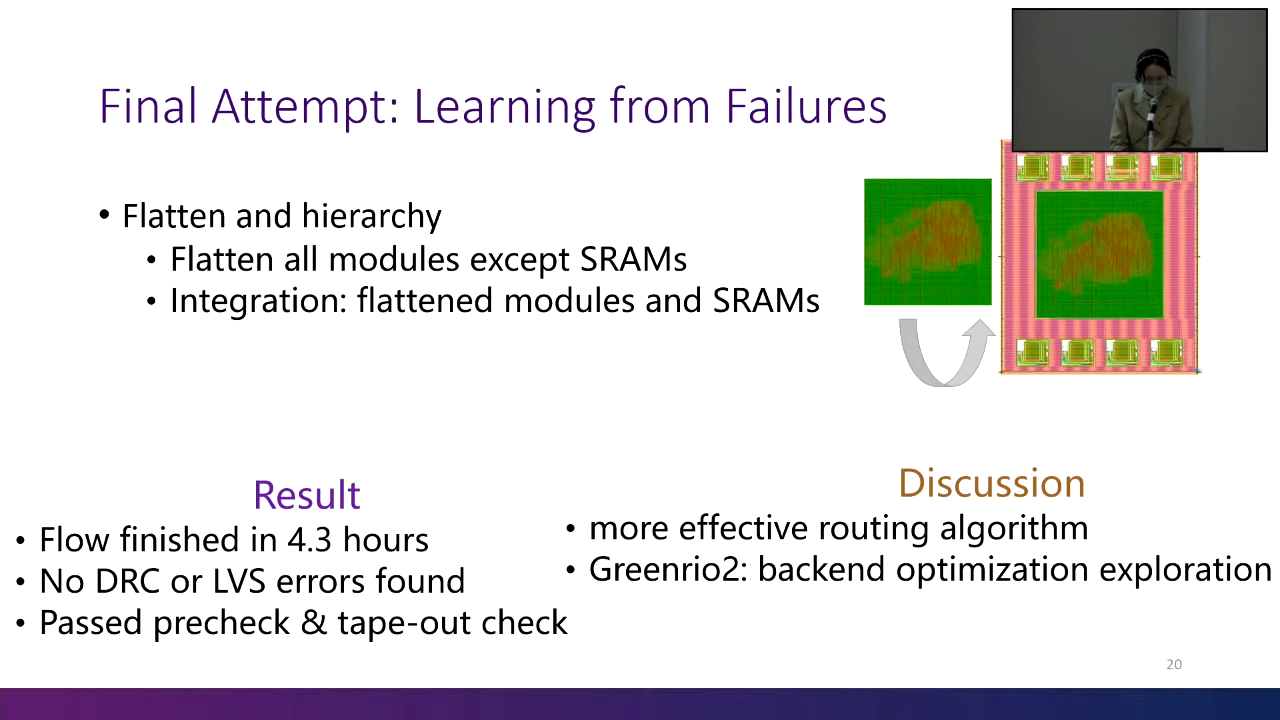 Final Attempt: Learning from Failures
• Flatten and hierarchy
• Flatten all modules except SRAMs
• Integration: flattened modules and SRAMs
Result
• Flow finished in 4.3 hours
• No DRC or LVS errors found
• Passed precheck & tape-out check
Discussion
• more effective routing algorithm
• Greenrio2: backend optimization exploration
20